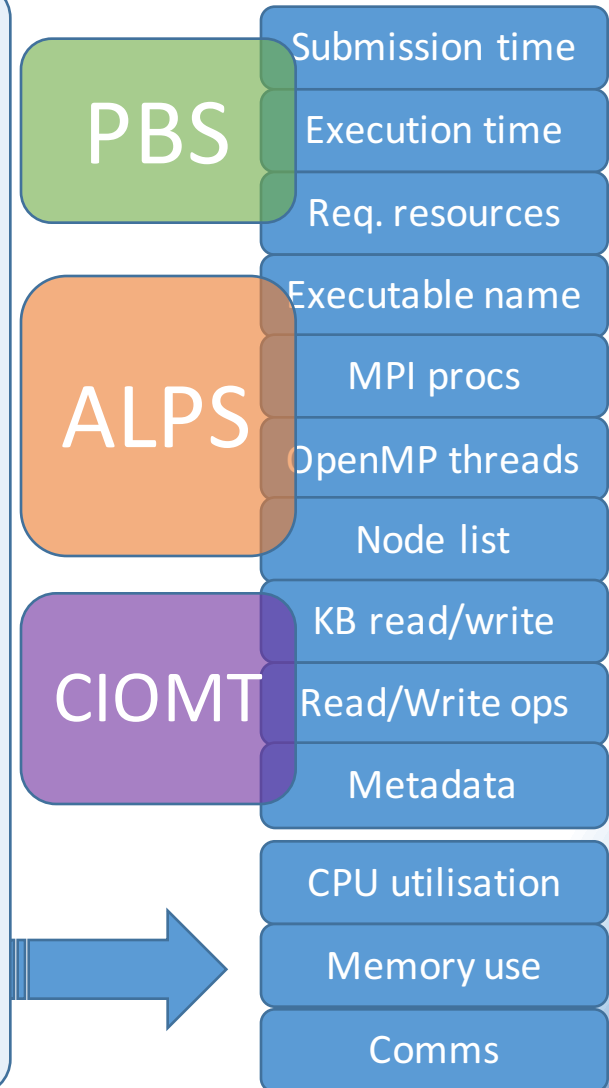 PBS
Submission time
Execution time
Req. resources
ALPS
Executable name
MPI procs
OpenMP threads
Node list
CIOMT
KB read/write
Read/Write ops
Metadata
CPU utilisation
Memory use
Comms